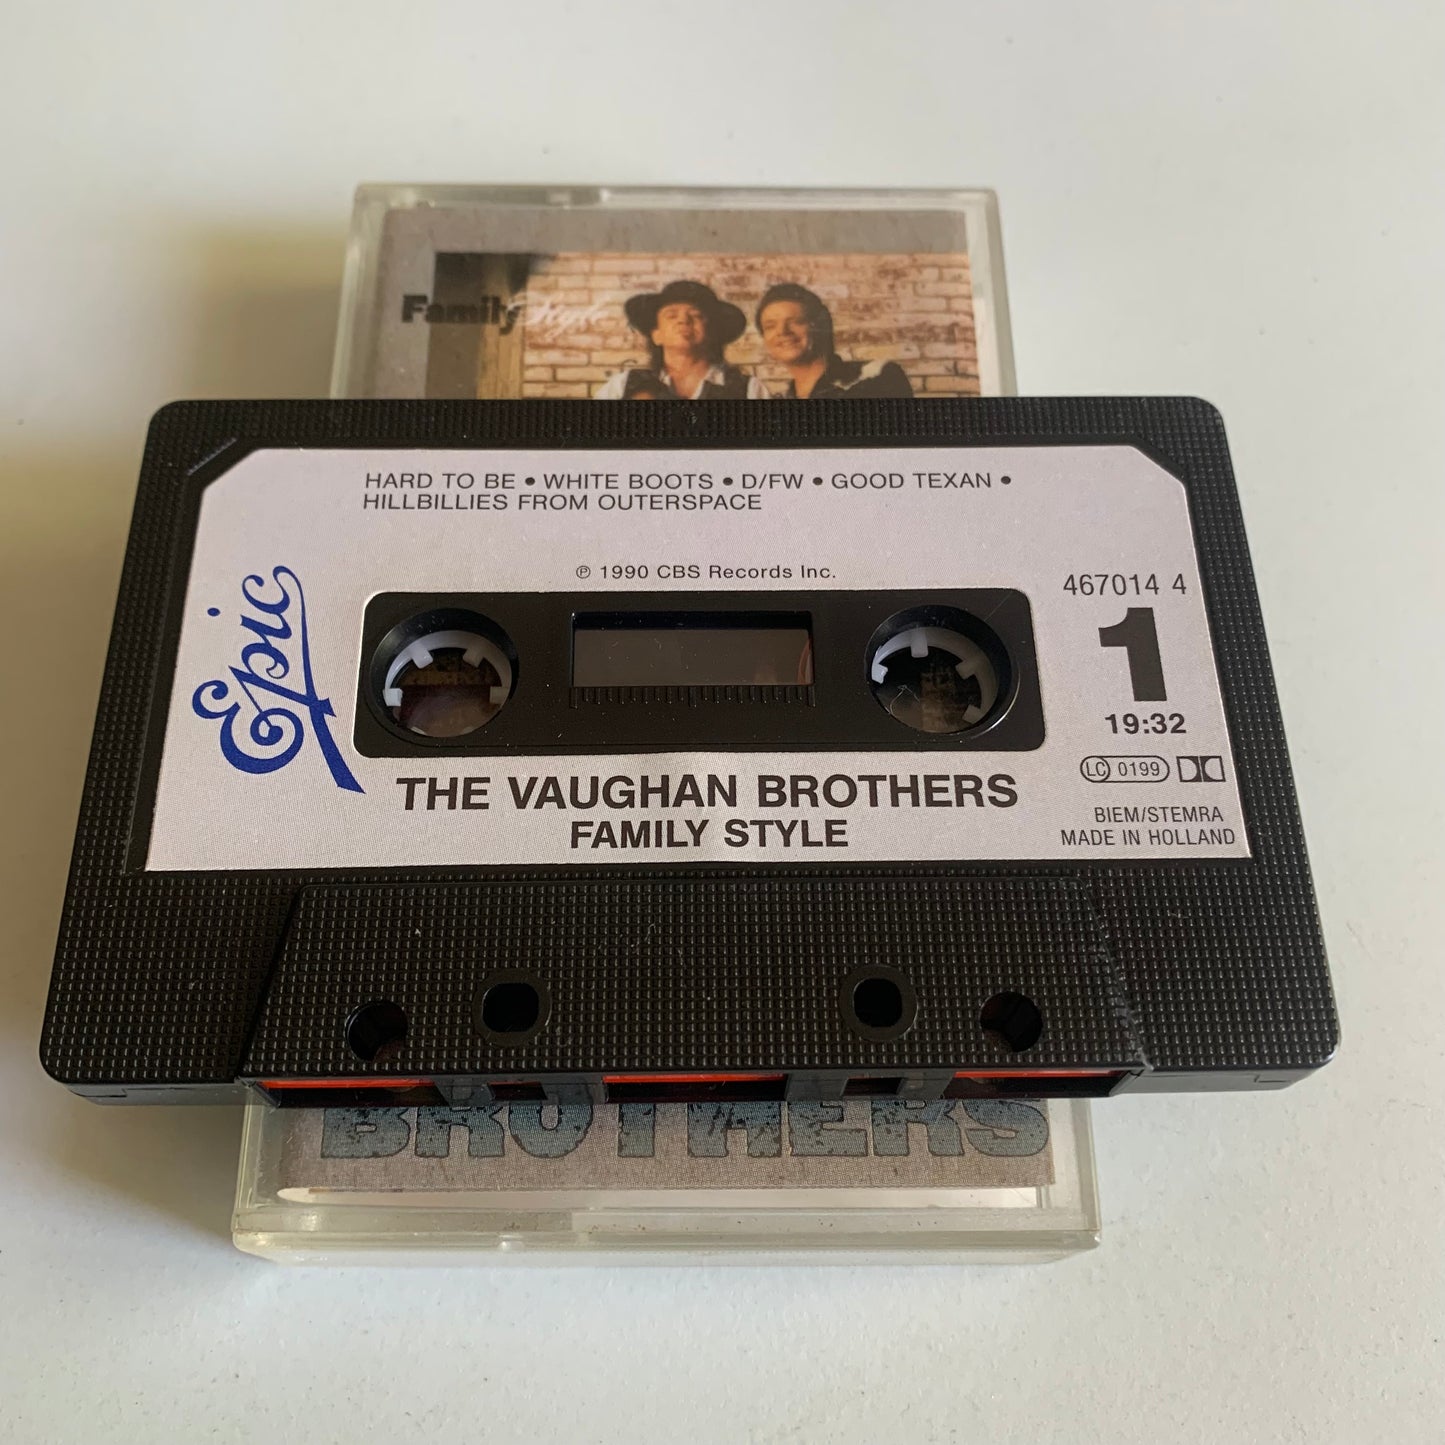 Family Style
HARD TO BE • WHITE BOOTS • D/FW • GOOD TEXAN •
HILLBILLIES FROM OUTERSPACE
℗ 1990 CBS Records Inc.
Epic
467014 4
1
19:32
LC 0199
THE VAUGHAN BROTHERS
FAMILY STYLE
BIEM/STEMRA
MADE IN HOLLAND
BROTHERS